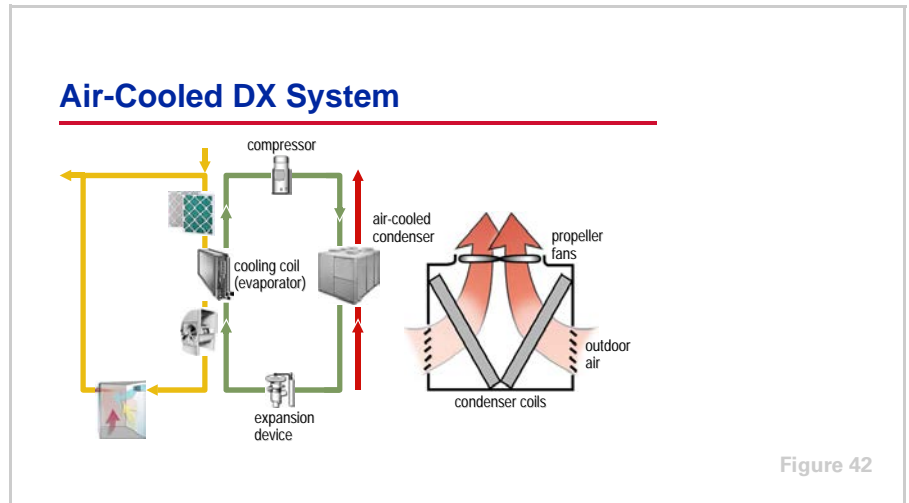 Air-Cooled DX System
compressor
air-cooled
condenser
cooling coil
(evaporator)
expansion
device
propeller
fans
outdoor
air
condenser coils
Figure 42